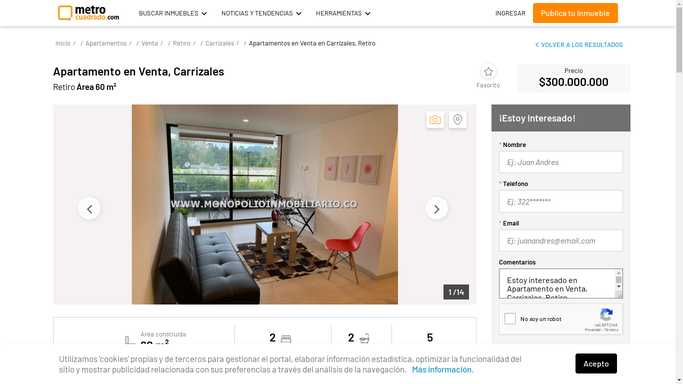 metro
cuadrado.com
BUSCAR INMUEBLES
NOTICIAS Y TENDENCIAS
HERRAMIENTAS
INGRESAR
Publica tu inmueble
Inicio / / Apartamentos / / Venta / / Retiro / / Carrizales / / Apartamentos en Venta en Carrizales, Retiro
VOLVER A LOS RESULTADOS
Apartamento en Venta, Carrizales
Retiro Área 60 m²
Favorito
Precio
$300.000.000
WWW.MONOPOLIOINMOBILIARIO.CO
1 /14
¡Estoy Interesado!
* Nombre
Ej: Juan Andres
* Teléfono
Ej: 322*******
* Email
Ej: juanandres@email.com
Comentarios
Estoy interesado en
Apartamento en Venta,
Carrizales, Retiro
No soy un robot
reCAPTCHA
Privacidad - Términos
Área construida
2
2
5
Utilizamos 'cookies' propias y de terceros para gestionar el portal, elaborar información estadística, optimizar la funcionalidad del
sitio y mostrar publicidad relacionada con sus preferencias a través del análisis de la navegación. Más información.
Acepto